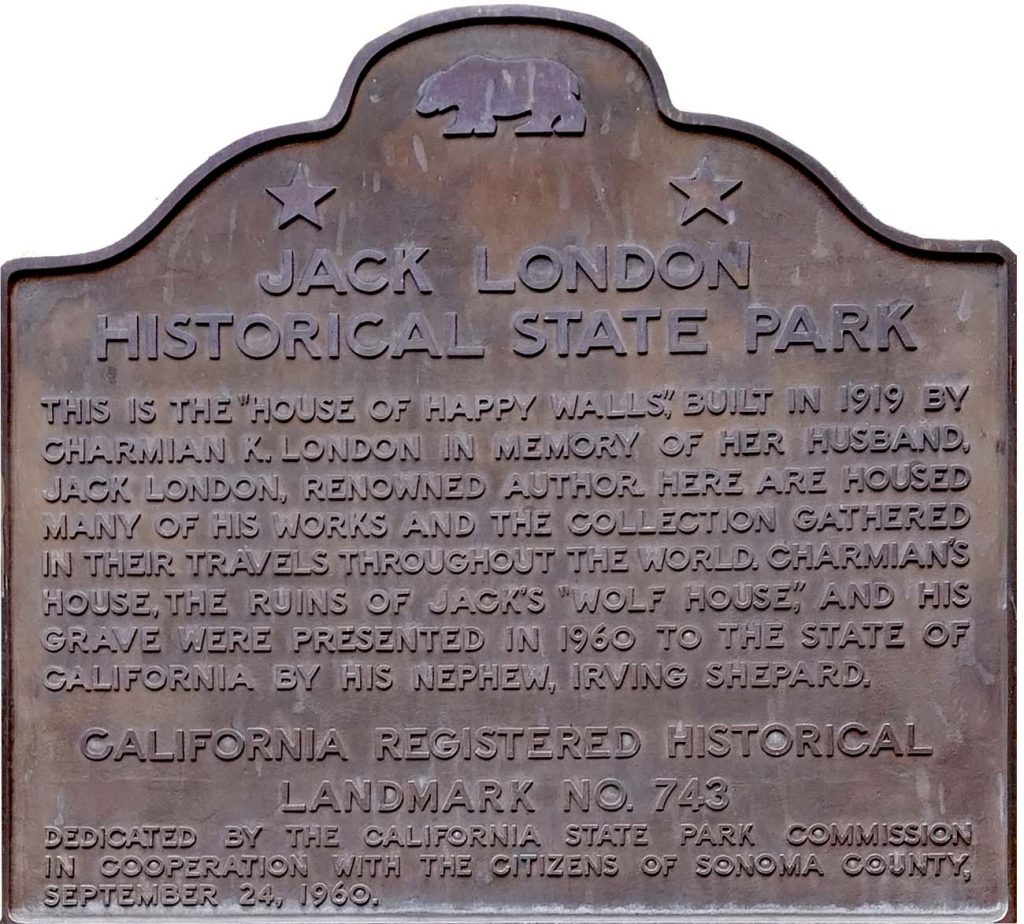 JACK LONDON
HISTORICAL STATE PARK
THIS IS THE "HOUSE OF HAPPY WALLS", BUILT IN 1919 BY
CHARMIAN K. LONDON IN MEMORY OF HER HUSBAND,
JACK LONDON, RENOWNED AUTHOR. HERE ARE HOUSED
MANY OF HIS WORKS AND THE COLLECTION GATHERED
IN THEIR TRAVELS THROUGHOUT THE WORLD. CHARMIAN'S
HOUSE, THE RUINS OF JACK'S "WOLF HOUSE", AND HIS
GRAVE WERE PRESENTED IN 1960 TO THE STATE OF
CALIFORNIA BY HIS NEPHEW, IRVING SHEPARD.
CALIFORNIA REGISTERED HISTORICAL
LANDMARK NO. 743
DEDICATED BY THE CALIFORNIA STATE PARK COMMISSION
IN COOPERATION WITH THE CITIZENS OF SONOMA COUNTY,
SEPTEMBER 24, 1960.